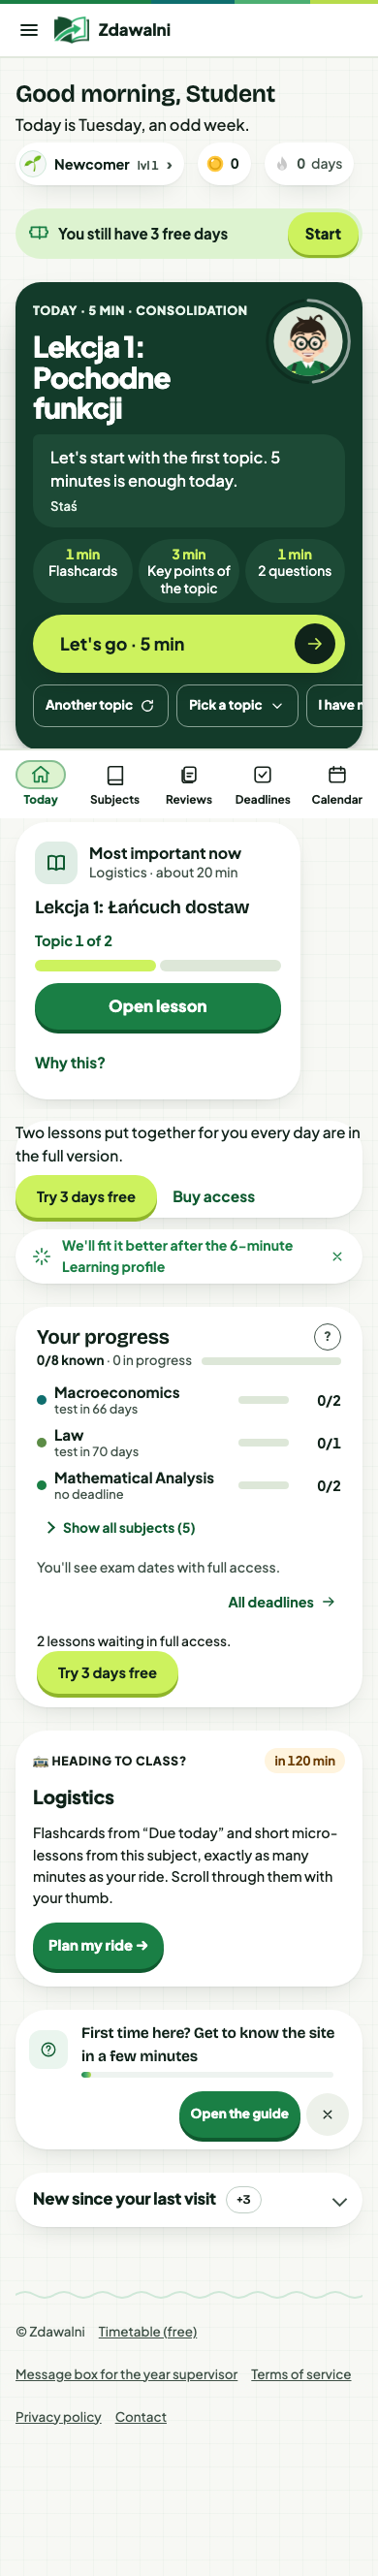 Zdawalni
Good morning, Student
Today is Tuesday, an odd week.
Newcomer lvl 1 ›
0
0 days
You still have 3 free days
Start
TODAY · 5 MIN · CONSOLIDATION
Lekcja 1:
Pochodne
funkcji
Let's start with the first topic. 5
minutes is enough today.
Staś
1 min
Flashcards
3 min
Key points of
the topic
1 min
2 questions
Let's go · 5 min
Another topic
Pick a topic
I have
Today
Subjects
Reviews
Deadlines
Calendar
Most important now
Logistics · about 20 min
Lekcja 1: Łańcuch dostaw
Topic 1 of 2
Open lesson
Why this?
Two lessons put together for you every day are in
the full version.
Try 3 days free
Buy access
We'll fit it better after the 6-minute
Learning profile
Your progress
?
0/8 known · 0 in progress
Macroeconomics
test in 66 days
0/2
Law
test in 70 days
0/1
Mathematical Analysis
no deadline
0/2
Show all subjects (5)
You'll see exam dates with full access.
All deadlines →
2 lessons waiting in full access.
Try 3 days free
HEADING TO CLASS?
in 120 min
Logistics
Flashcards from “Due today” and short micro-
lessons from this subject, exactly as many
minutes as your ride. Scroll through them with
your thumb.
Plan my ride →
First time here? Get to know the site
in a few minutes
Open the guide
New since your last visit
+3
© Zdawalni Timetable (free)
Message box for the year supervisor Terms of service
Privacy policy Contact